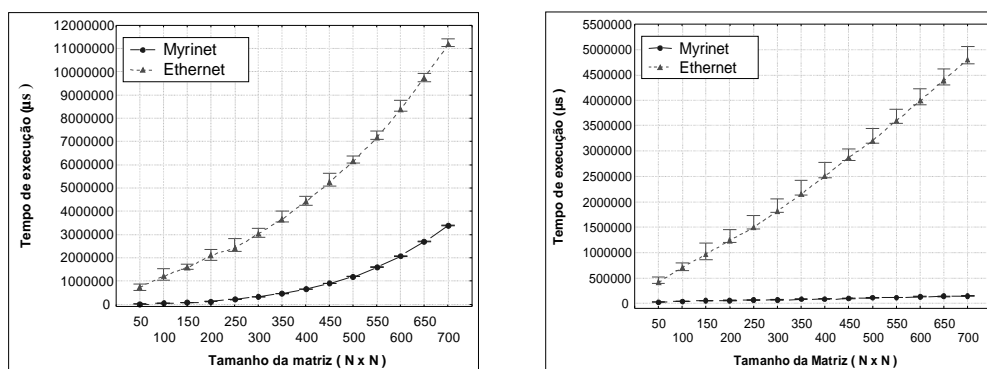 12000000
11000000
10000000
9000000
8000000
7000000
6000000
5000000
4000000
3000000
2000000
1000000
0
Tempo de execução (µs)
Myrinet
Ethernet
50 150 250 350 450 550 650
100 200 300 400 500 600 700
Tamanho da matriz ( N x N )
5500000
5000000
4500000
4000000
3500000
3000000
2500000
2000000
1500000
1000000
500000
0
Tempo de execução (µs)
Myrinet
Ethernet
50 150 250 350 450 550 650
100 200 300 400 500 600 700
Tamanho da Matriz ( N x N )